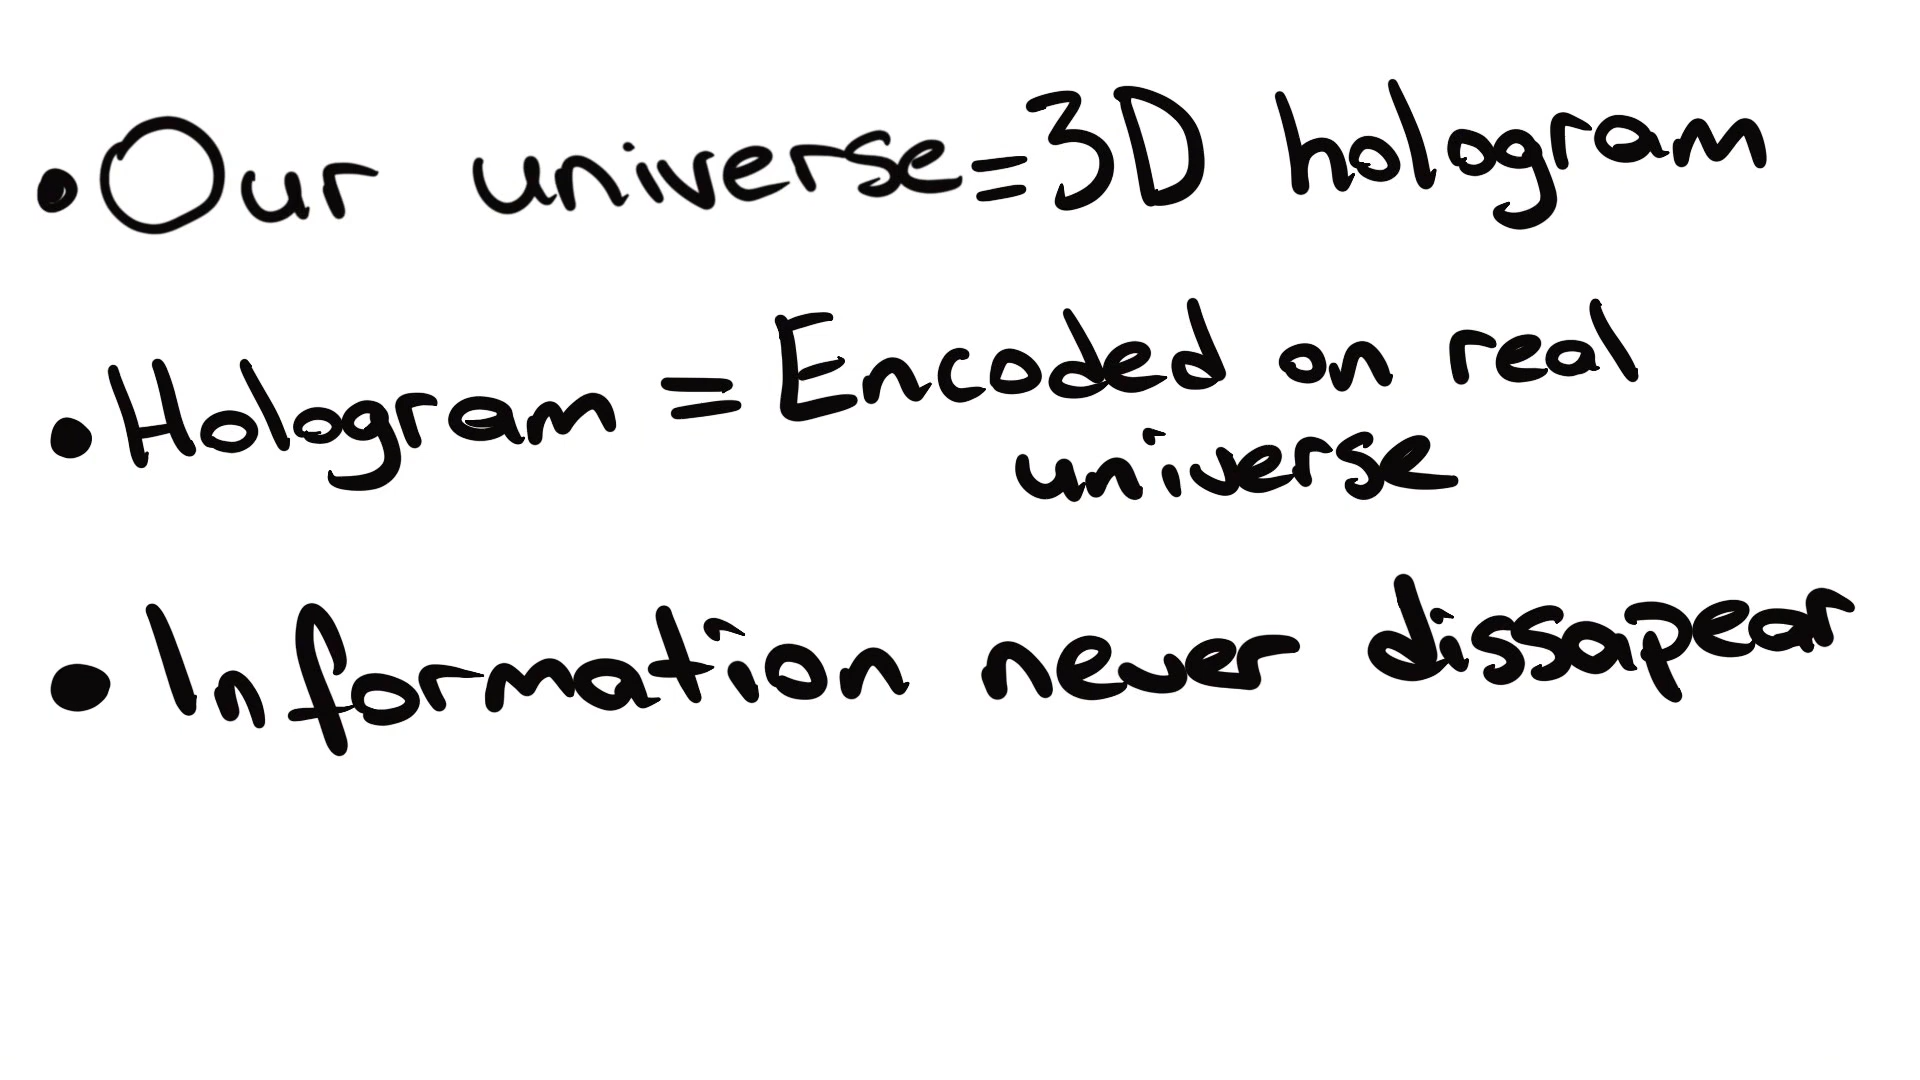 • Our universe=3D hologram
• Hologram = Encoded on real
universe
• Information never dissapear